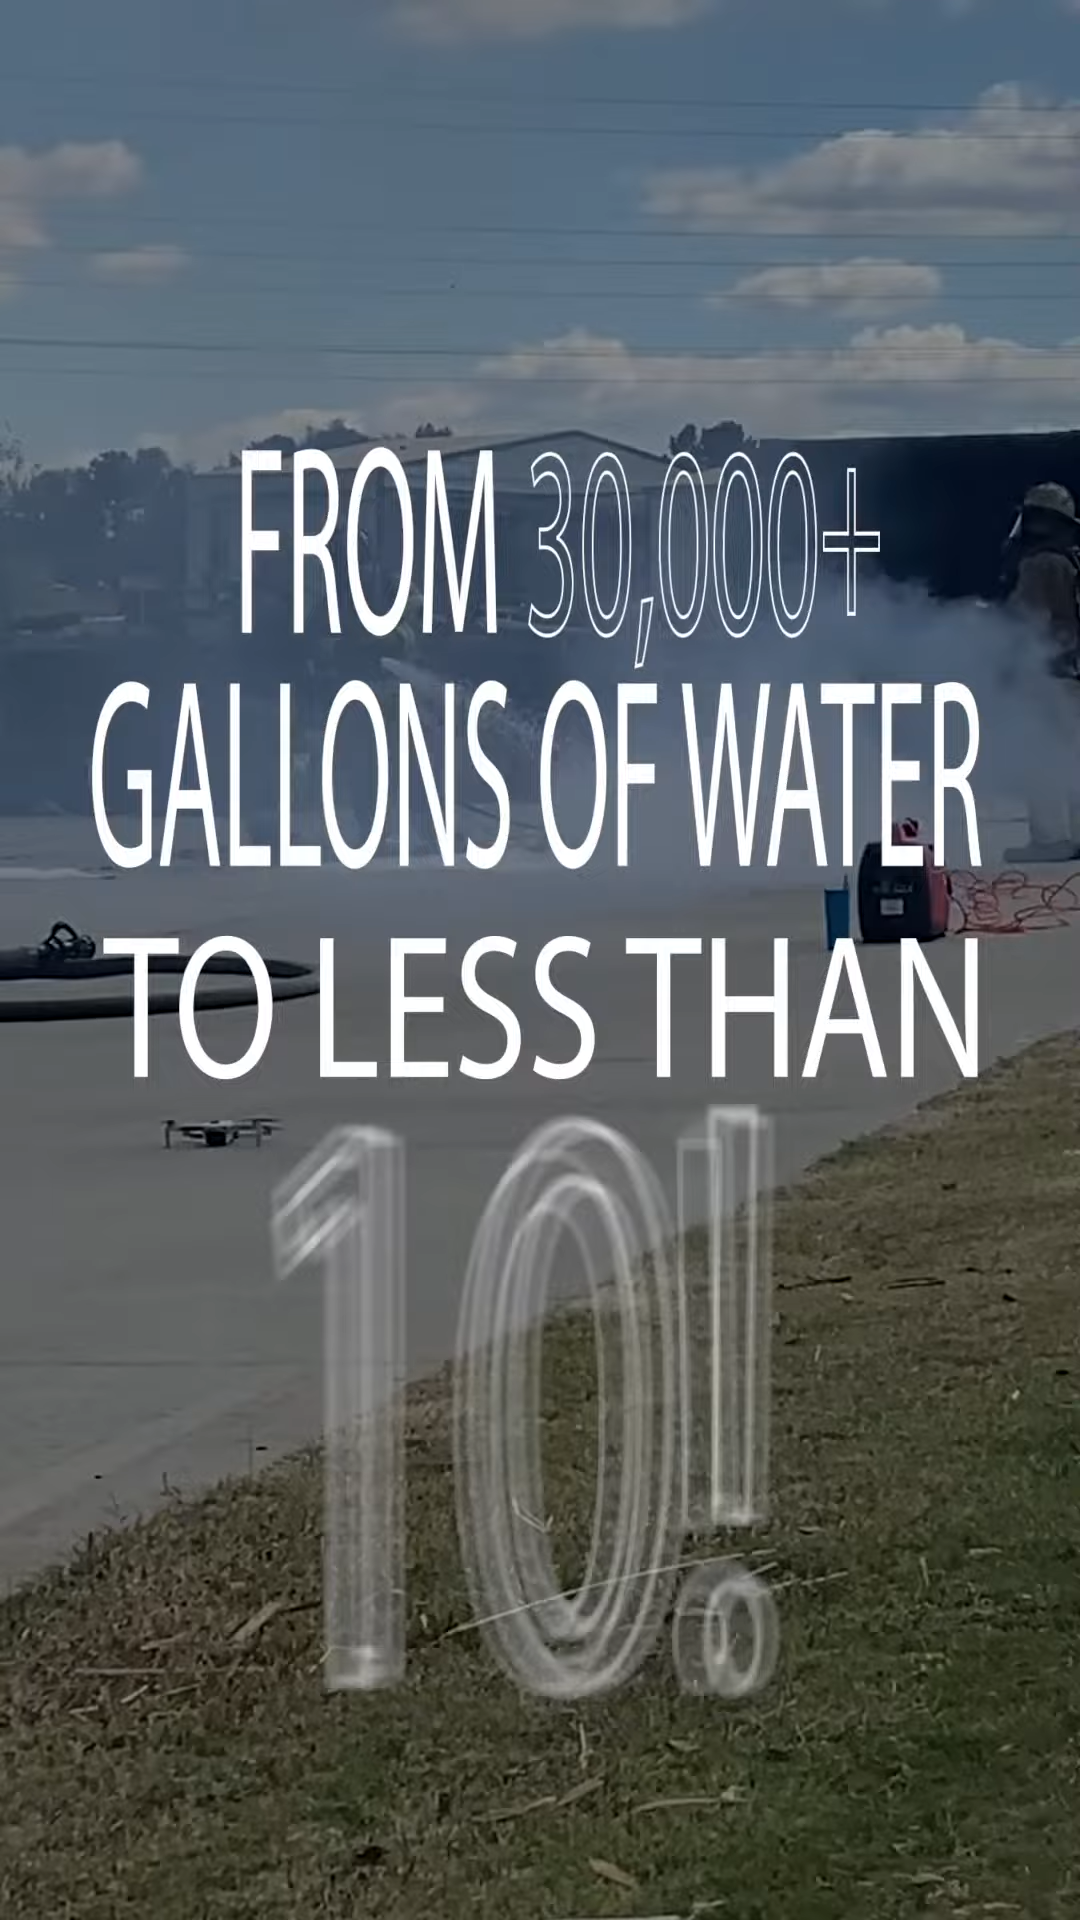 FROM 30,000+
GALLONS OF WATER
TO LESS THAN
10!